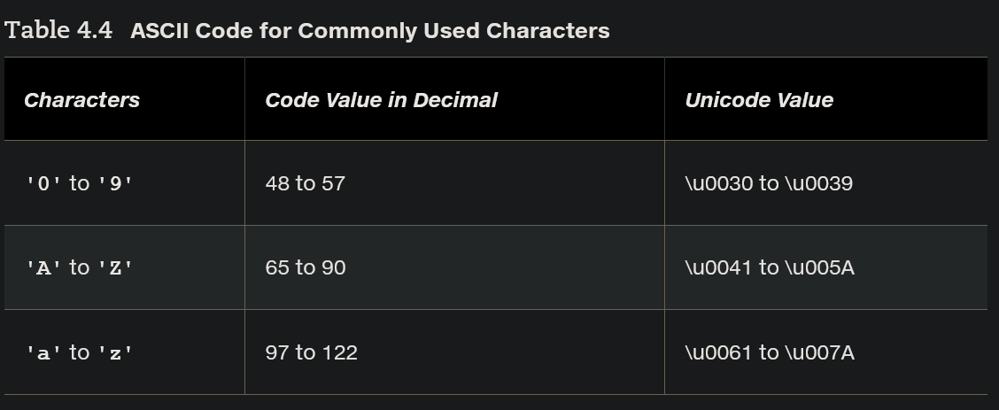 Table 4.4 ASCII Code for Commonly Used Characters
Characters Code Value in Decimal Unicode Value
'0' to '9' 48 to 57 \u0030 to \u0039
'A' to 'Z' 65 to 90 \u0041 to \u005A
'a' to 'z' 97 to 122 \u0061 to \u007A